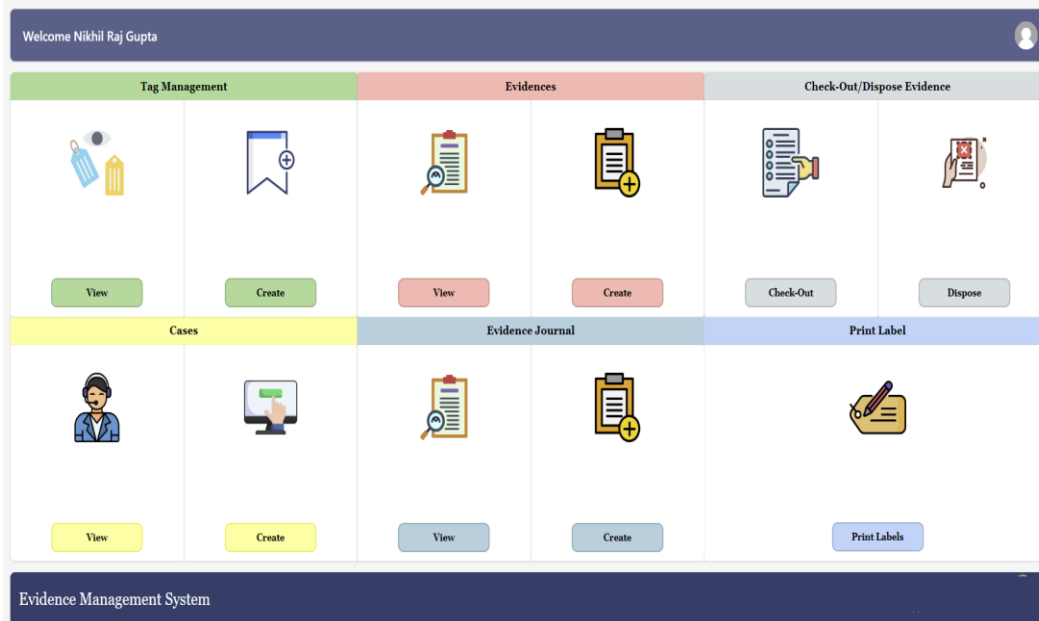 Welcome Nikhil Raj Gupta
Tag Management
Evidences
Check-Out/Dispose Evidence
View
Create
View
Create
Check-Out
Dispose
Cases
Evidence Journal
Print Label
View
Create
View
Create
Print Labels
Evidence Management System